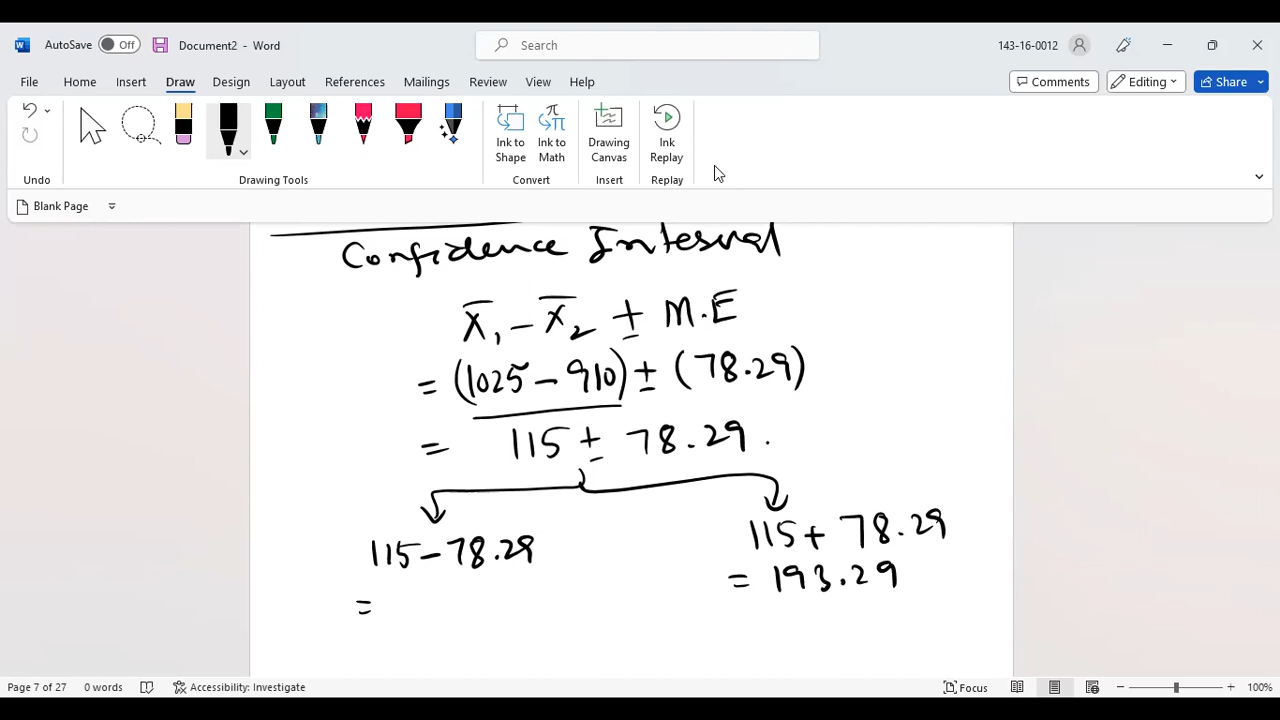 AutoSave Off Document2 - Word Search 143-16-0012
File Home Insert Draw Design Layout References Mailings Review View Help Comments Editing Share
Ink to Shape Ink to Math Drawing Canvas Ink Replay
Undo Drawing Tools Convert Insert Replay
Blank Page
Confidence Interval
X̄₁ - X̄₂ ± M.E
= (1025 - 910) ± (78.29)
= 115 ± 78.29.
115 - 78.29 115 + 78.29
= = 193.29
Page 7 of 27 0 words Accessibility: Investigate Focus 100%